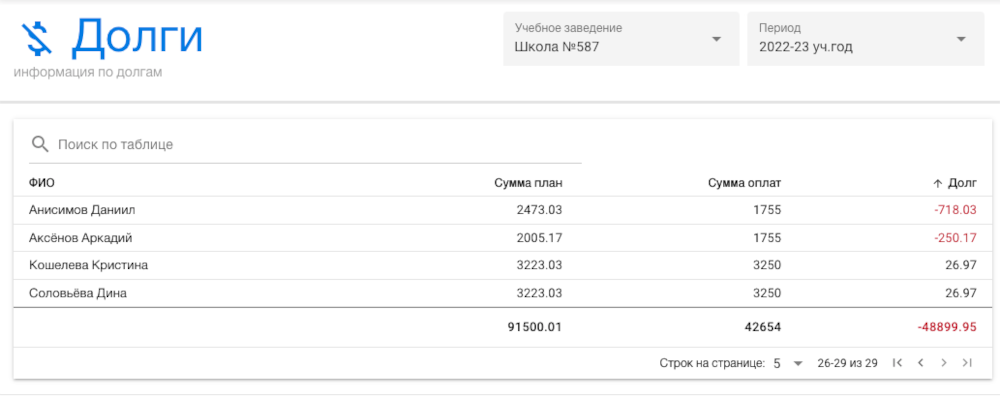 Долги
информация по долгам
Учебное заведение
Школа №587
Период
2022-23 уч.год
Поиск по таблице
ФИО Сумма план Сумма оплат ↑ Долг
Анисимов Даниил 2473.03 1755 -718.03
Аксёнов Аркадий 2005.17 1755 -250.17
Кошелева Кристина 3223.03 3250 26.97
Соловьёва Дина 3223.03 3250 26.97
91500.01 42654 -48899.95
Строк на странице: 5 26-29 из 29